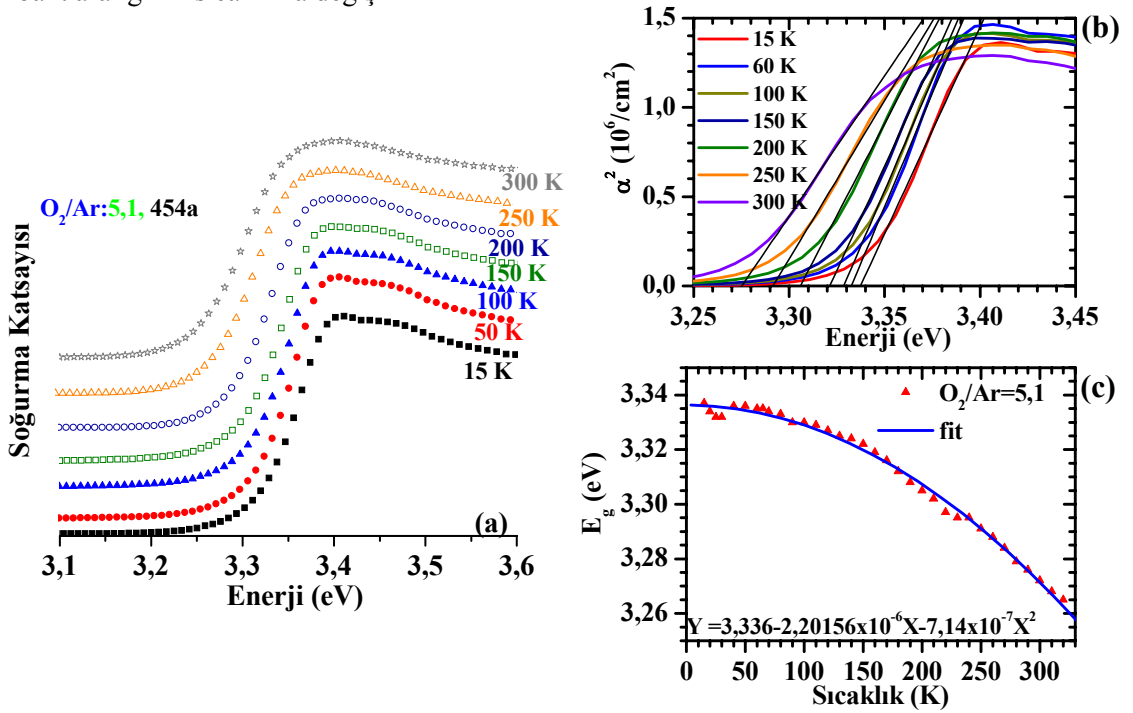 O₂/Ar:5,1, 454a
300 K
250 K
200 K
150 K
100 K
50 K
15 K
Soğurma Katsayısı
(a)
3,1 3,2 3,3 3,4 3,5 3,6
Enerji (eV)
(b)
15 K
60 K
100 K
150 K
200 K
250 K
300 K
α² (10⁶/cm²)
1,5
1,0
0,5
0,0
3,25 3,30 3,35 3,40 3,45
Enerji (eV)
(c)
O₂/Ar=5,1
fit
E_g (eV)
3,34
3,32
3,30
3,28
3,26
Y =3,336-2,20156x10⁻⁶X-7,14x10⁻⁷X²
0 50 100 150 200 250 300
Sıcaklık (K)